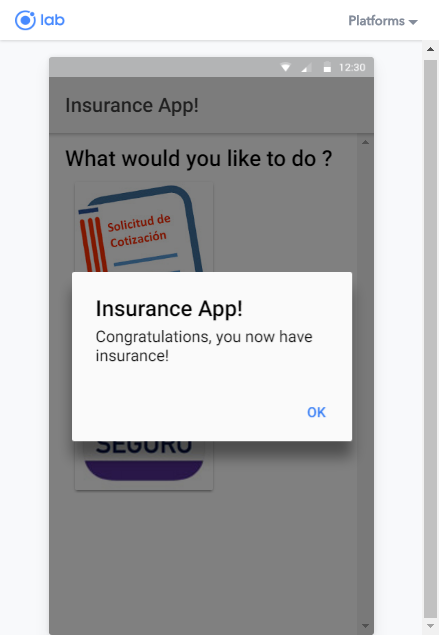 lab
Platforms
12:30
Insurance App!
What would you like to do ?
Solicitud de
Cotización
Insurance App!
Congratulations, you now have
insurance!
OK
SEGURO